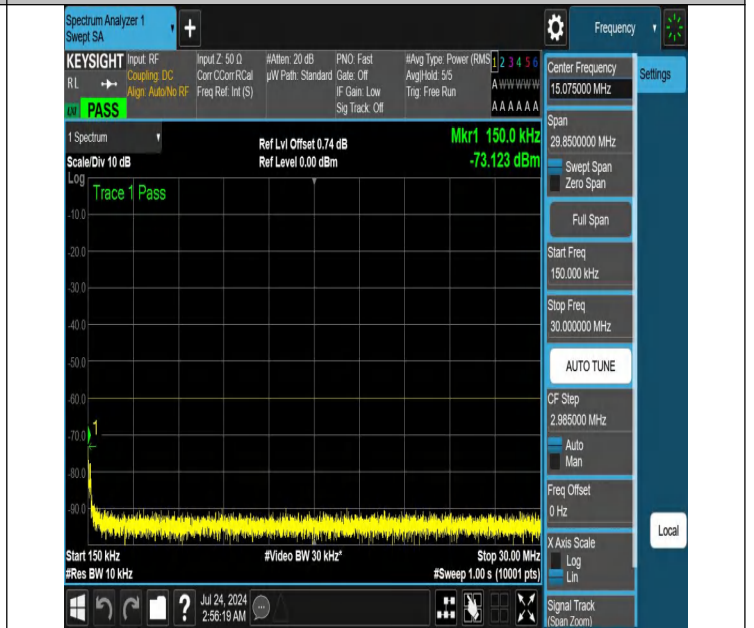 Spectrum Analyzer 1
Swept SA
+
Frequency
KEYSIGHT
RL
PASS
Input: RF
Coupling: DC
Align: Auto/No RF
Input Z: 50 Ω
Corr CCorr RCal
Freq Ref: Int (S)
#Atten: 20 dB
µW Path: Standard
PNO: Fast
Gate: Off
IF Gain: Low
Sig Track: Off
#Avg Type: Power (RMS
Avg|Hold: 5/5
Trig: Free Run
1 2 3 4 5 6
A W W W W W
A A A A A A
1 Spectrum
Scale/Div 10 dB
Ref Lvl Offset 0.74 dB
Ref Level 0.00 dBm
Mkr1 150.0 kHz
-73.123 dBm
Log
Trace 1 Pass
-10.0
-20.0
-30.0
-40.0
-50.0
-60.0
-70.0
-80.0
-90.0
1
Start 150 kHz
#Res BW 10 kHz
#Video BW 30 kHz*
Stop 30.00 MHz
#Sweep 1.00 s (10001 pts)
?
Jul 24, 2024
2:56:19 AM
Center Frequency
15.075000 MHz
Span
29.8500000 MHz
Swept Span
Zero Span
Full Span
Start Freq
150.000 kHz
Stop Freq
30.000000 MHz
AUTO TUNE
CF Step
2.985000 MHz
Auto
Man
Freq Offset
0 Hz
X Axis Scale
Log
Lin
Signal Track
(Span Zoom)
Settings
Local